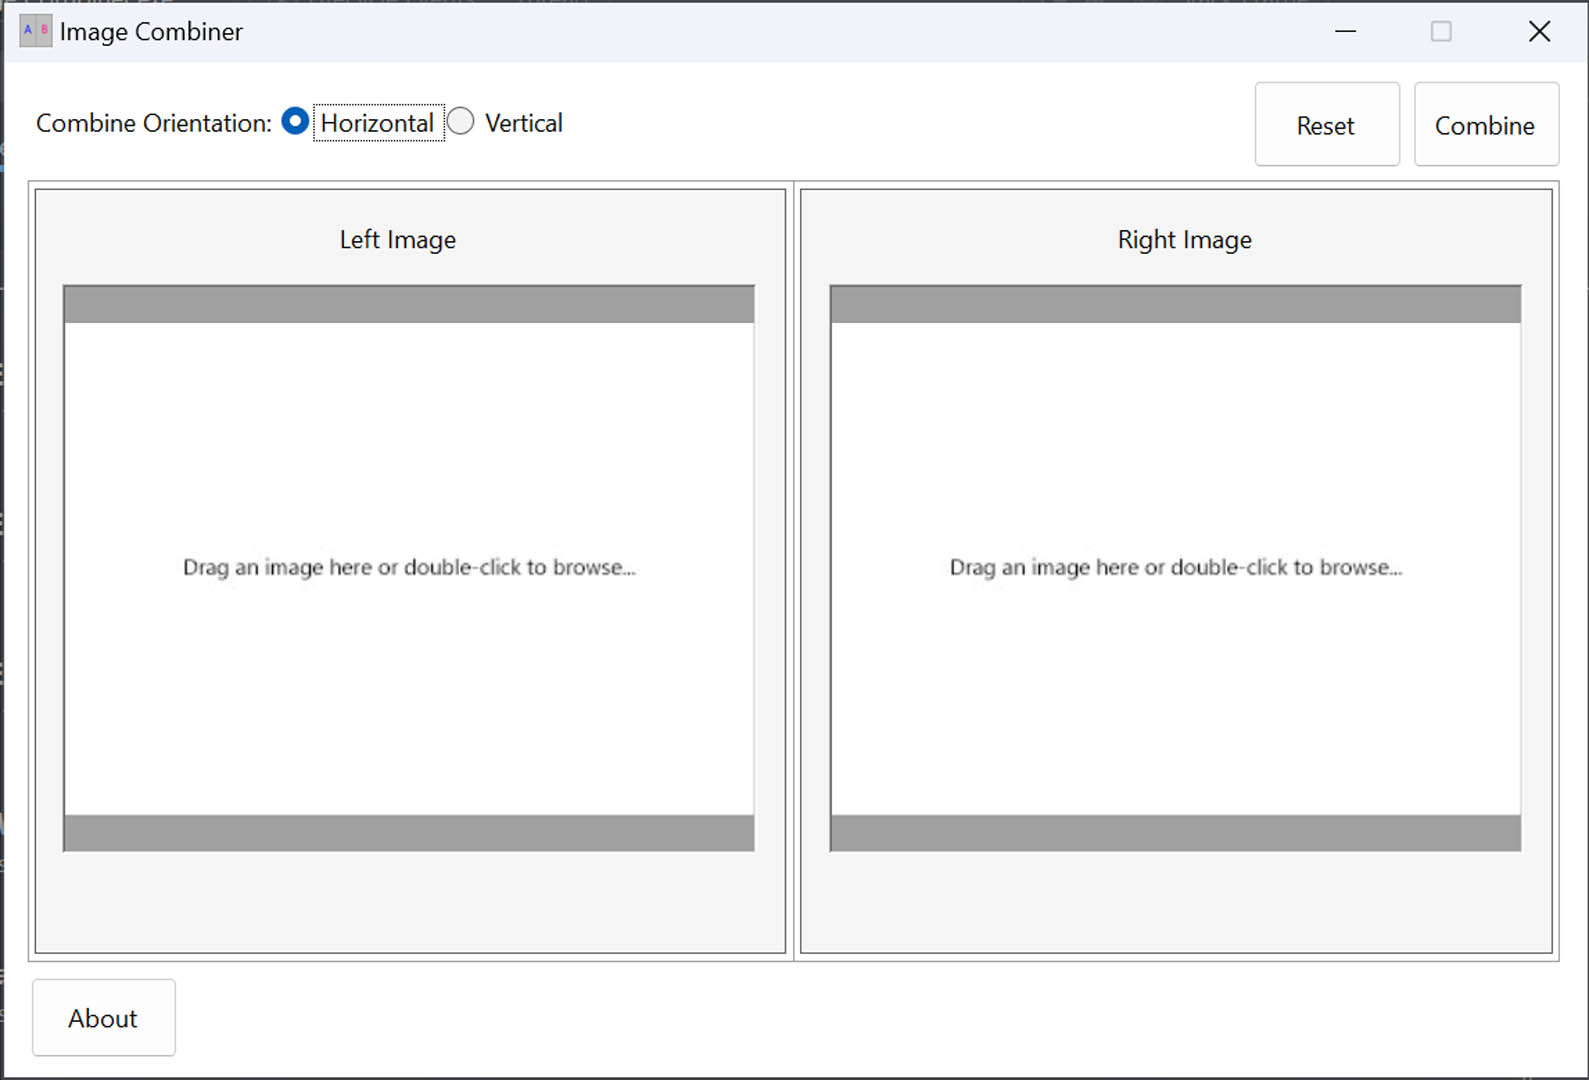 A B Image Combiner
Combine Orientation: Horizontal Vertical Reset Combine
Left Image
Right Image
Drag an image here or double-click to browse...
Drag an image here or double-click to browse...
About